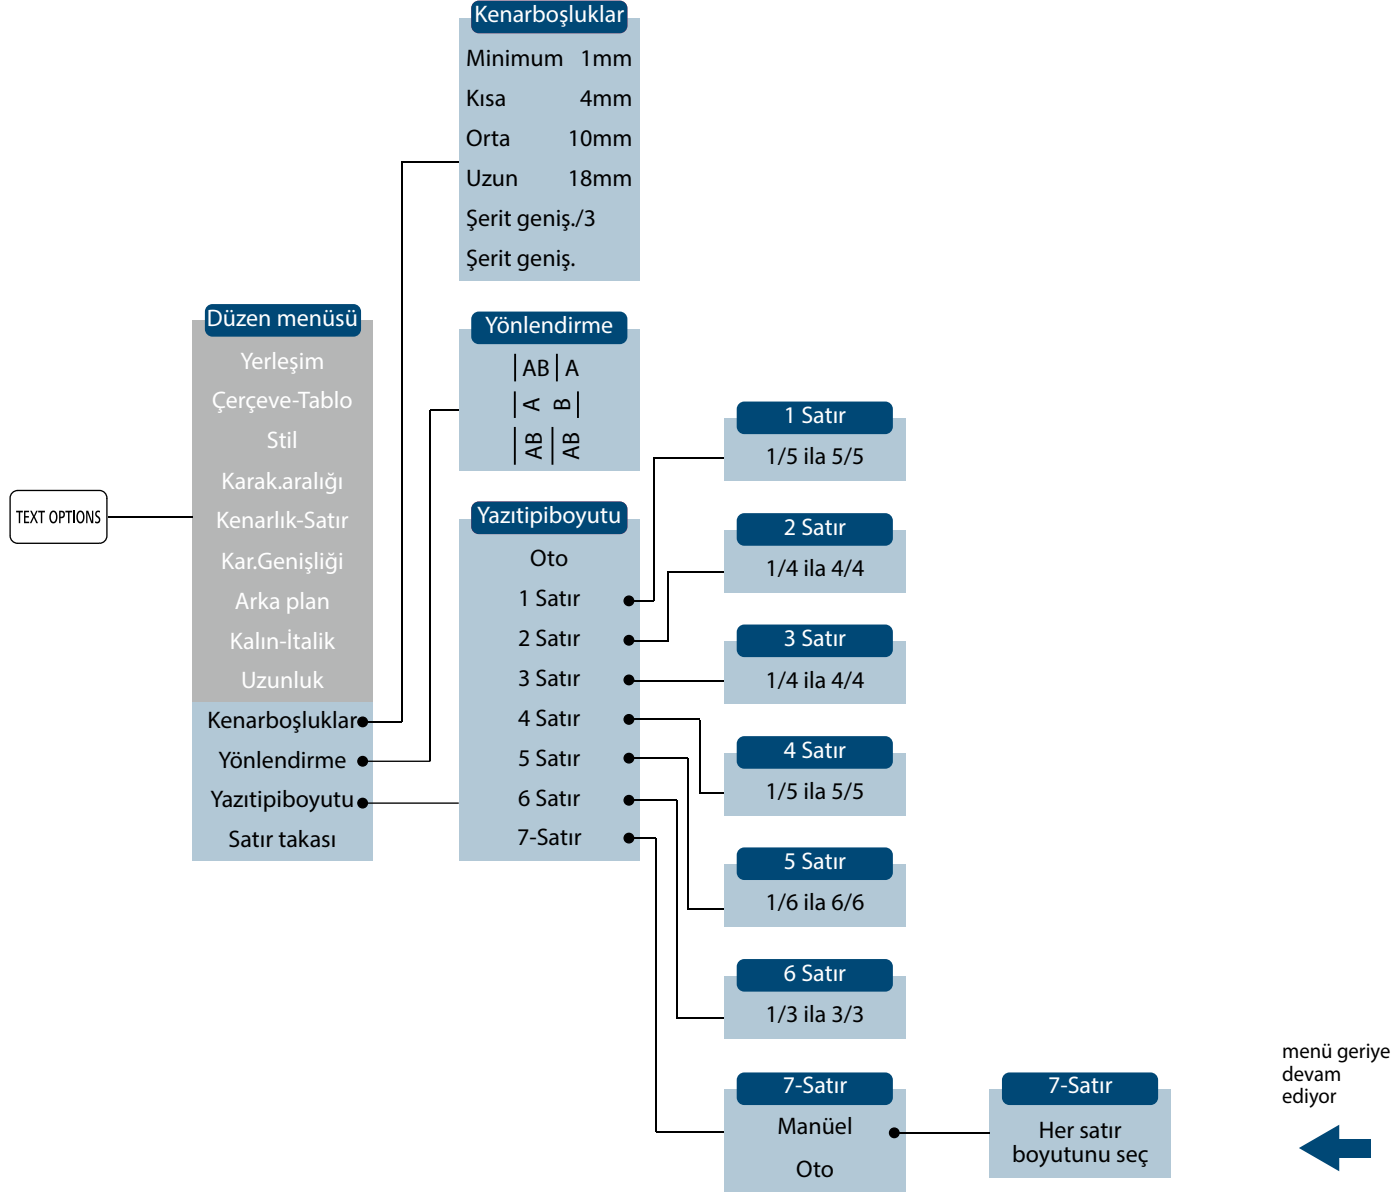 Kenarboşluklar
Minimum 1mm
Kısa 4mm
Orta 10mm
Uzun 18mm
Şerit geniş./3
Şerit geniş.
Düzen menüsü
Yerleşim
Çerçeve-Tablo
Stil
Karak.aralığı
Kenarlık-Satır
Kar.Genişliği
Arka plan
Kalın-İtalik
Uzunluk
Kenarboşluklar
Yönlendirme
Yazıtipiboyutu
Satır takası
TEXT OPTIONS
Yönlendirme
AB A
A B
AB AB
Yazıtipiboyutu
Oto
1 Satır
2 Satır
3 Satır
4 Satır
5 Satır
6 Satır
7-Satır
1 Satır
1/5 ila 5/5
2 Satır
1/4 ila 4/4
3 Satır
1/4 ila 4/4
4 Satır
1/5 ila 5/5
5 Satır
1/6 ila 6/6
6 Satır
1/3 ila 3/3
7-Satır
Manüel
Oto
7-Satır
Her satır
boyutunu seç
menü geriye
devam
ediyor